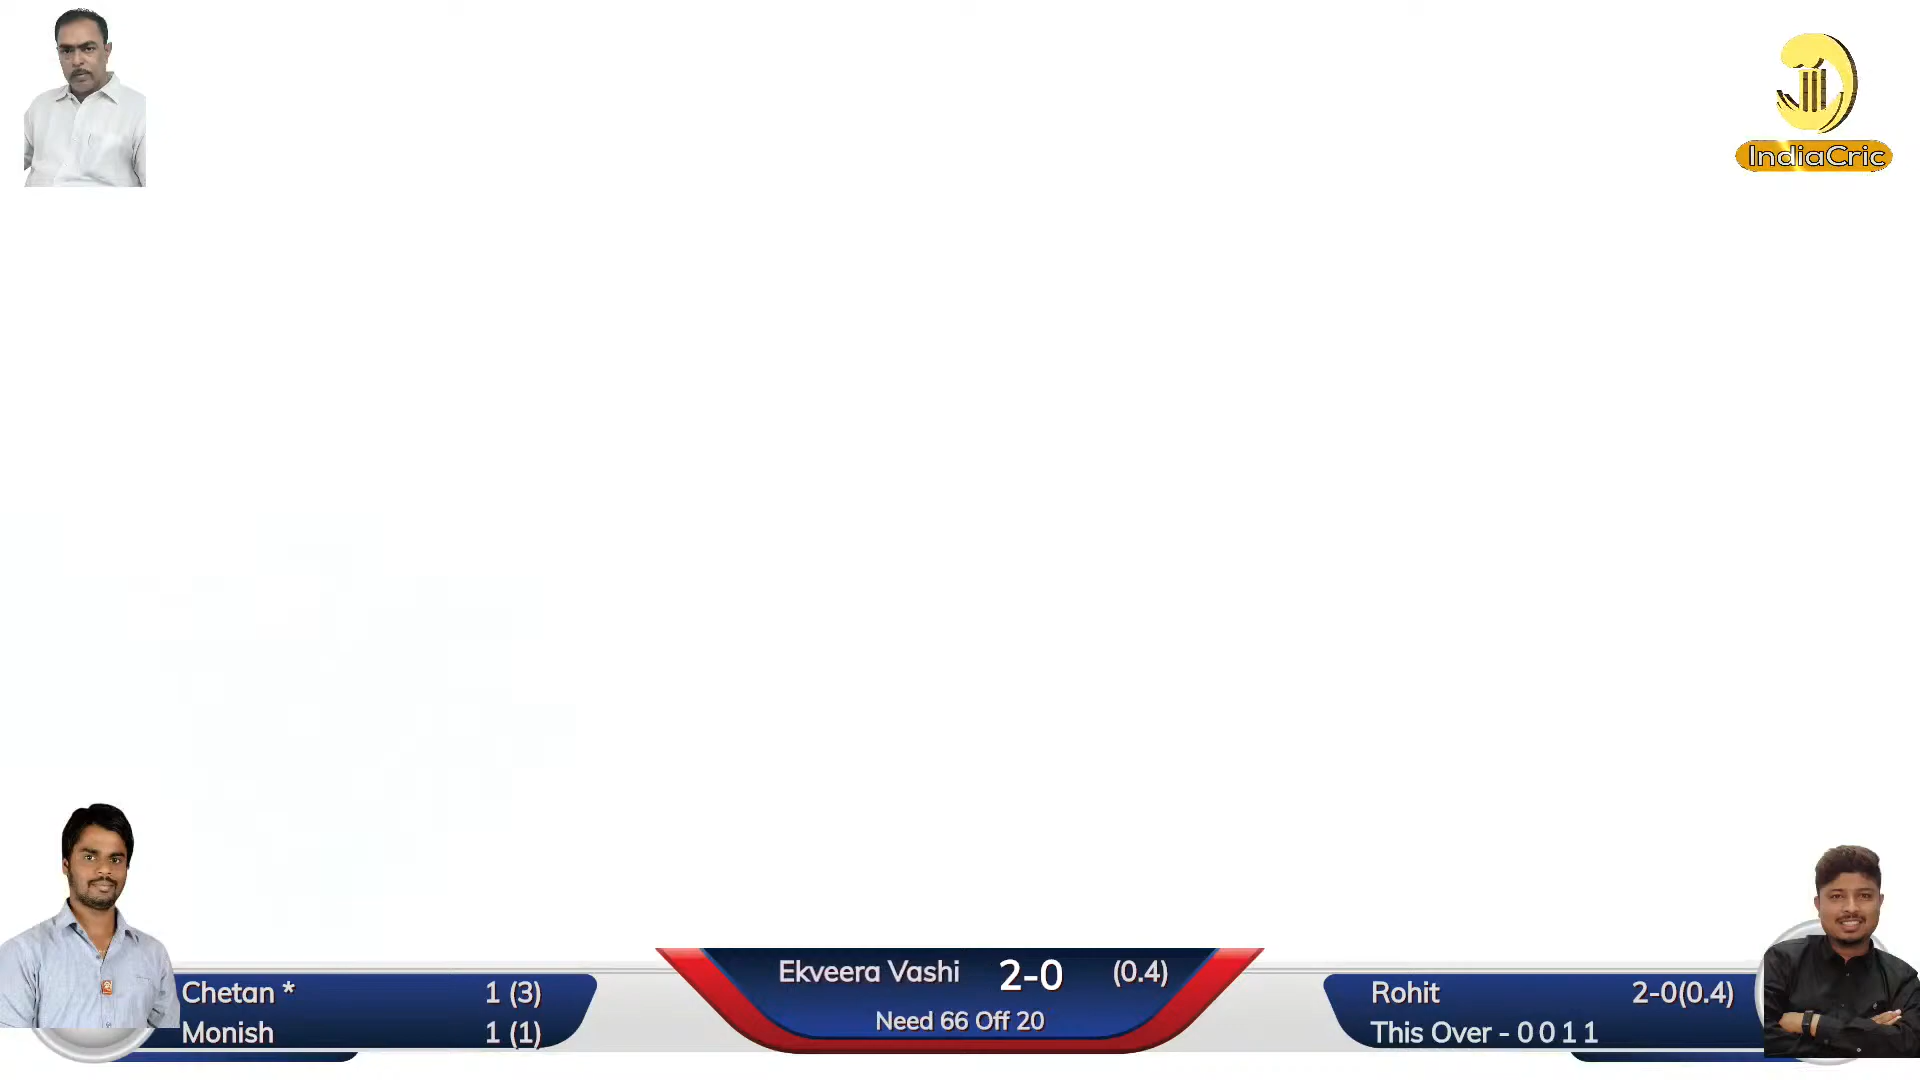 IndiaCric
Chetan * 1 (3)
Monish 1 (1)
Ekveera Vashi 2-0 (0.4)
Need 66 Off 20
Rohit 2-0(0.4)
This Over - 0 0 1 1